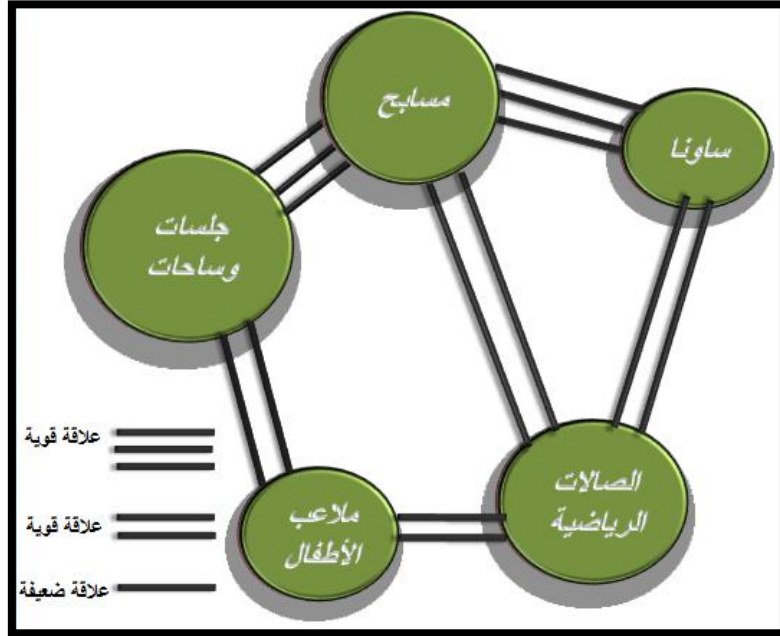 مسابح
ساونا
جلسات
وساحات
الصالات
الرياضية
ملاعب
الأطفال
علاقة قوية
علاقة قوية
علاقة ضعيفة